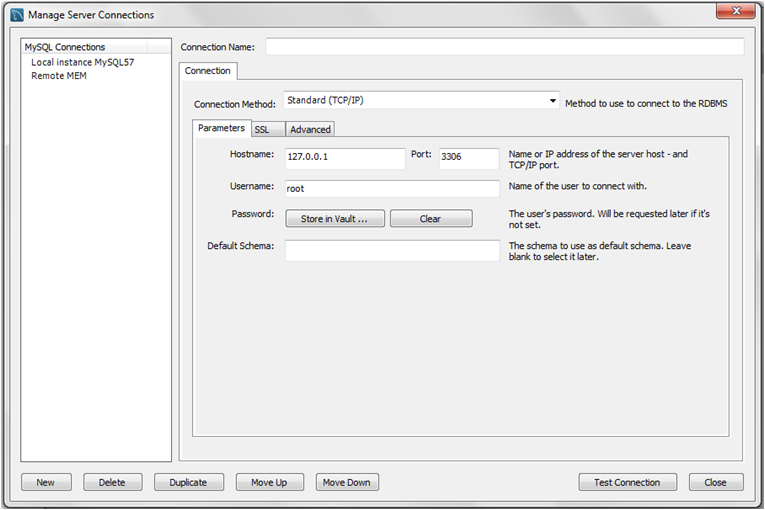 Manage Server Connections
MySQL Connections
Local instance MySQL57
Remote MEM
Connection Name:
Connection
Connection Method: Standard (TCP/IP) Method to use to connect to the RDBMS
Parameters SSL Advanced
Hostname: 127.0.0.1 Port: 3306 Name or IP address of the server host - and
TCP/IP port.
Username: root Name of the user to connect with.
Password: Store in Vault ... Clear The user's password. Will be requested later if it's
not set.
Default Schema: The schema to use as default schema. Leave
blank to select it later.
New Delete Duplicate Move Up Move Down Test Connection Close